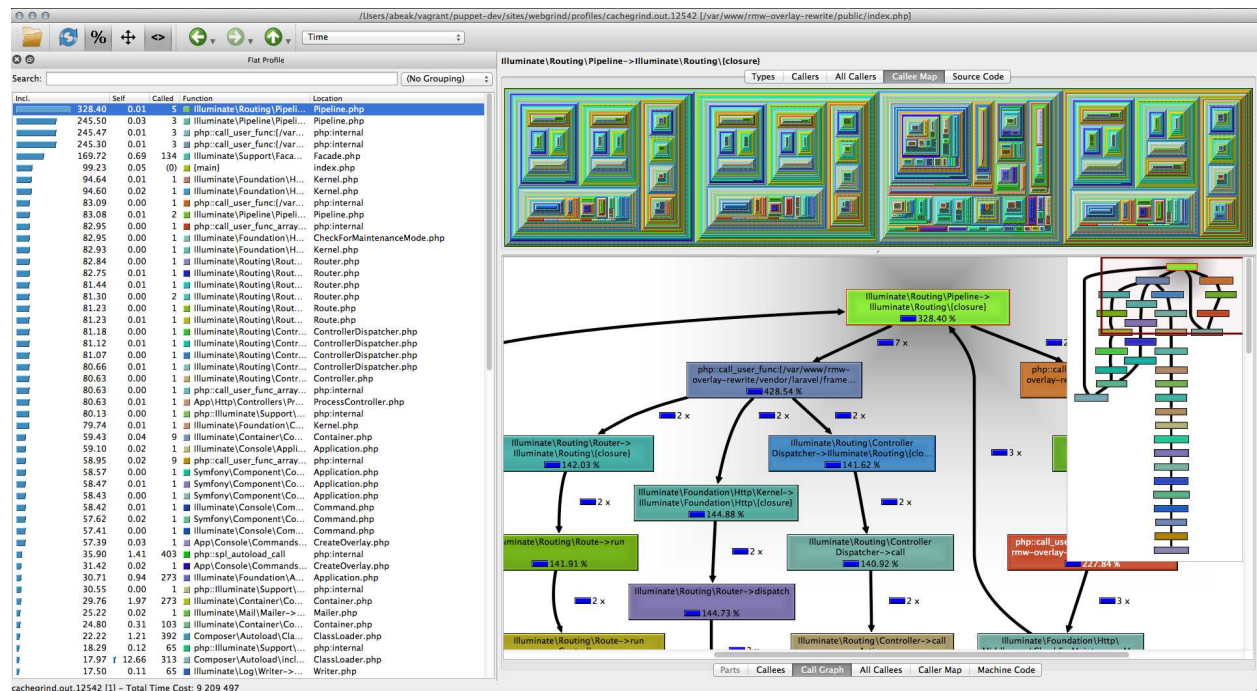 /Users/abeak/vagrant/puppet-dev/sites/webgrind/profiles/cachegrind.out.12542 [/var/www/rmw-overlay-rewrite/public/index.php]
% <> Time
Flat Profile
Search: (No Grouping)
Incl. Self Called Function Location
328.40 0.01 5 Illuminate\Routing\Pipeli... Pipeline.php
245.50 0.03 3 Illuminate\Pipeline\Pipeli... Pipeline.php
245.47 0.01 3 php::call_user_func:{/var... php:internal
245.30 0.01 3 php::call_user_func:{/var... php:internal
169.72 0.69 134 Illuminate\Support\Faca... Facade.php
99.23 0.05 (0) {main} index.php
94.64 0.01 1 Illuminate\Foundation\H... Kernel.php
94.60 0.02 1 Illuminate\Foundation\H... Kernel.php
83.09 0.00 1 php::call_user_func:{/var... php:internal
83.08 0.01 2 Illuminate\Pipeline\Pipeli... Pipeline.php
82.95 0.00 1 php::call_user_func_array... php:internal
82.95 0.00 1 Illuminate\Foundation\H... CheckForMaintenanceMode.php
82.93 0.00 1 Illuminate\Foundation\H... Kernel.php
82.84 0.00 1 Illuminate\Routing\Rout... Router.php
82.75 0.01 1 Illuminate\Routing\Rout... Router.php
81.44 0.01 1 Illuminate\Routing\Rout... Router.php
81.30 0.00 2 Illuminate\Routing\Rout... Router.php
81.23 0.00 1 Illuminate\Routing\Rout... Route.php
81.23 0.01 1 Illuminate\Routing\Rout... Route.php
81.18 0.00 1 Illuminate\Routing\Contr... ControllerDispatcher.php
81.12 0.01 1 Illuminate\Routing\Contr... ControllerDispatcher.php
81.07 0.00 1 Illuminate\Routing\Contr... ControllerDispatcher.php
80.66 0.01 1 Illuminate\Routing\Contr... ControllerDispatcher.php
80.63 0.00 1 Illuminate\Routing\Contr... Controller.php
80.63 0.00 1 php::call_user_func_array... php:internal
80.63 0.01 1 App\Http\Controllers\Pr... ProcessController.php
80.13 0.00 1 php::Illuminate\Support\... php:internal
79.74 0.01 1 Illuminate\Foundation\C... Kernel.php
59.43 0.04 9 Illuminate\Container\Co... Container.php
59.10 0.02 1 Illuminate\Console\Appli... Application.php
58.95 0.02 9 php::call_user_func_array... php:internal
58.57 0.00 1 Symfony\Component\Co... Application.php
58.47 0.01 1 Symfony\Component\Co... Application.php
58.43 0.00 1 Symfony\Component\Co... Application.php
58.42 0.01 1 Illuminate\Console\Com... Command.php
57.62 0.02 1 Symfony\Component\Co... Command.php
57.41 0.00 1 Illuminate\Console\Com... Command.php
57.39 0.03 1 App\Console\Commands... CreateOverlay.php
35.90 1.41 403 php::spl_autoload_call php:internal
31.42 0.02 1 App\Console\Commands... CreateOverlay.php
30.71 0.94 273 Illuminate\Foundation\A... Application.php
30.55 0.00 1 php::Illuminate\Support\... php:internal
29.76 1.97 273 Illuminate\Container\Co... Container.php
25.22 0.02 1 Illuminate\Mail\Mailer->... Mailer.php
24.80 0.31 103 Illuminate\Container\Co... Container.php
22.22 1.21 392 Composer\Autoload\Cla... ClassLoader.php
18.29 0.12 65 php::Illuminate\Support\... php:internal
17.97 12.66 313 Composer\Autoload\incl... ClassLoader.php
17.50 0.11 65 Illuminate\Log\Writer->... Writer.php
cachegrind.out.12542 [1] - Total Time Cost: 9 209 497
Illuminate\Routing\Pipeline->Illuminate\Routing\{closure}
Types Callers All Callers Callee Map Source Code
Illuminate\Routing\Pipeline->
Illuminate\Routing\{closure}
328.40 %
7 x
php::call_user_func:{/var/www/rmw-
overlay-rewrite/vendor/laravel/frame...
428.54 %
php::cal
overlay-re
2 x 2 x 2 x
Illuminate\Routing\Router->
Illuminate\Routing\{closure}
142.03 %
Illuminate\Routing\Controller
Dispatcher->Illuminate\Routing\{clo...
141.62 %
3 x
Illuminate\Foundation\Http\Kernel->
Illuminate\Foundation\Http\{closure}
144.88 %
2 x 2 x
minate\Routing\Route->run
141.91 %
2 x
Illuminate\Routing\Controller
Dispatcher->call
140.92 %
php::call_use
rmw-overlay-
227.84 %
Illuminate\Routing\Router->dispatch
144.73 %
2 x 2 x 3 x
Illuminate\Routing\Route->run
Illuminate\Routing\Controller->call
Illuminate\Foundation\Http\
Parts Callees Call Graph All Callees Caller Map Machine Code